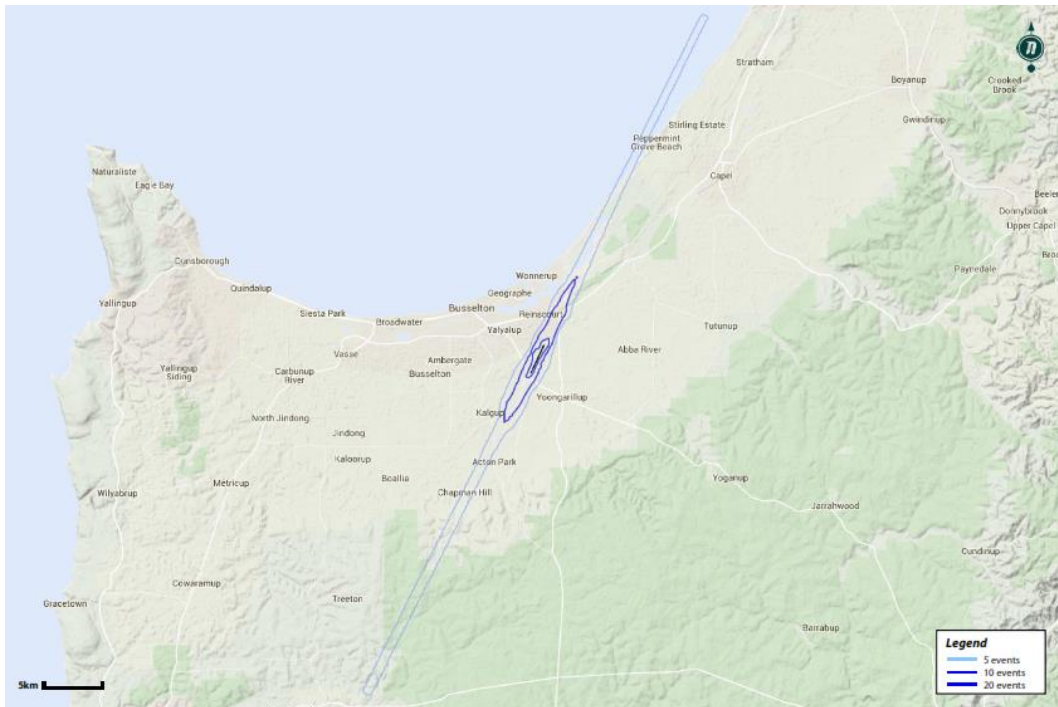 n
Stratham
Boyanup
Crooked
Brook
Gwindinup
Stirling Estate
Peppermint
Grove Beach
Naturaliste
Eagle Bay
Capel
Donnybrook
Upper Capel
Dunsborough
Quindalup
Yallingup
Wonnerup
Geographe
Paynedale
Busselton
Reinscourt
Siesta Park
Broadwater
Yalyalup
Tutunup
Vasse
Abba River
Ambergate
Yallingup
Siding
Carbunup
River
Busselton
Yoongarillup
Kalgup
North Jindong
Jindong
Kaloorup
Acton Park
Metricup
Boallia
Yoganup
Wilyabrup
Chapman Hill
Jarrahwood
Cundinup
Cowaramup
Gracetown
Treeton
Barrabup
Legend
5 events
10 events
20 events
5km